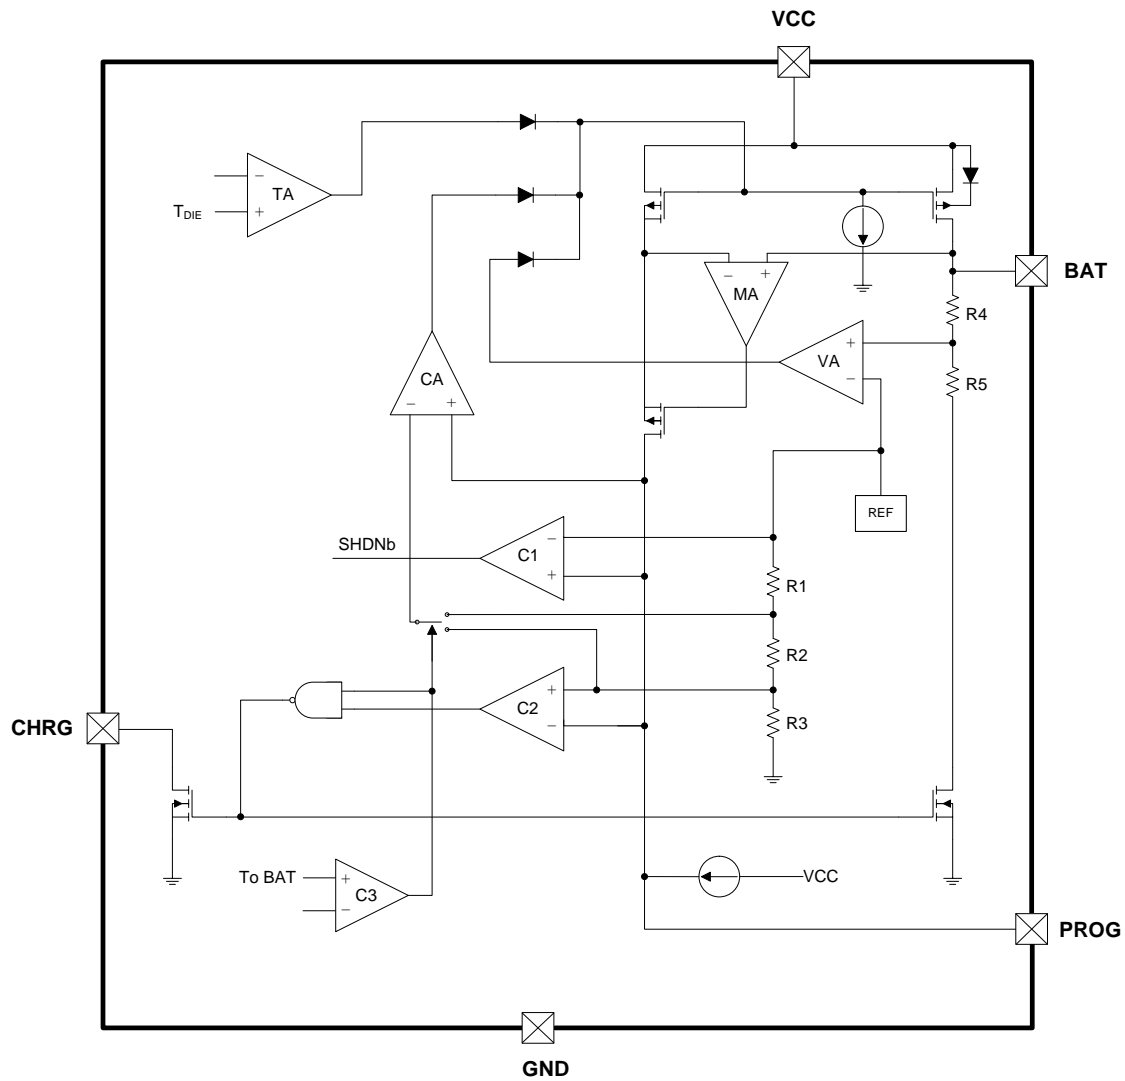 VCC
TA
− +
T_DIE
− +
MA
BAT
R4
+
VA
−
R5
CA
− +
REF
SHDNb
−
C1
+
R1
R2
+
C2
−
R3
CHRG
To BAT
+
C3
−
VCC
PROG
GND